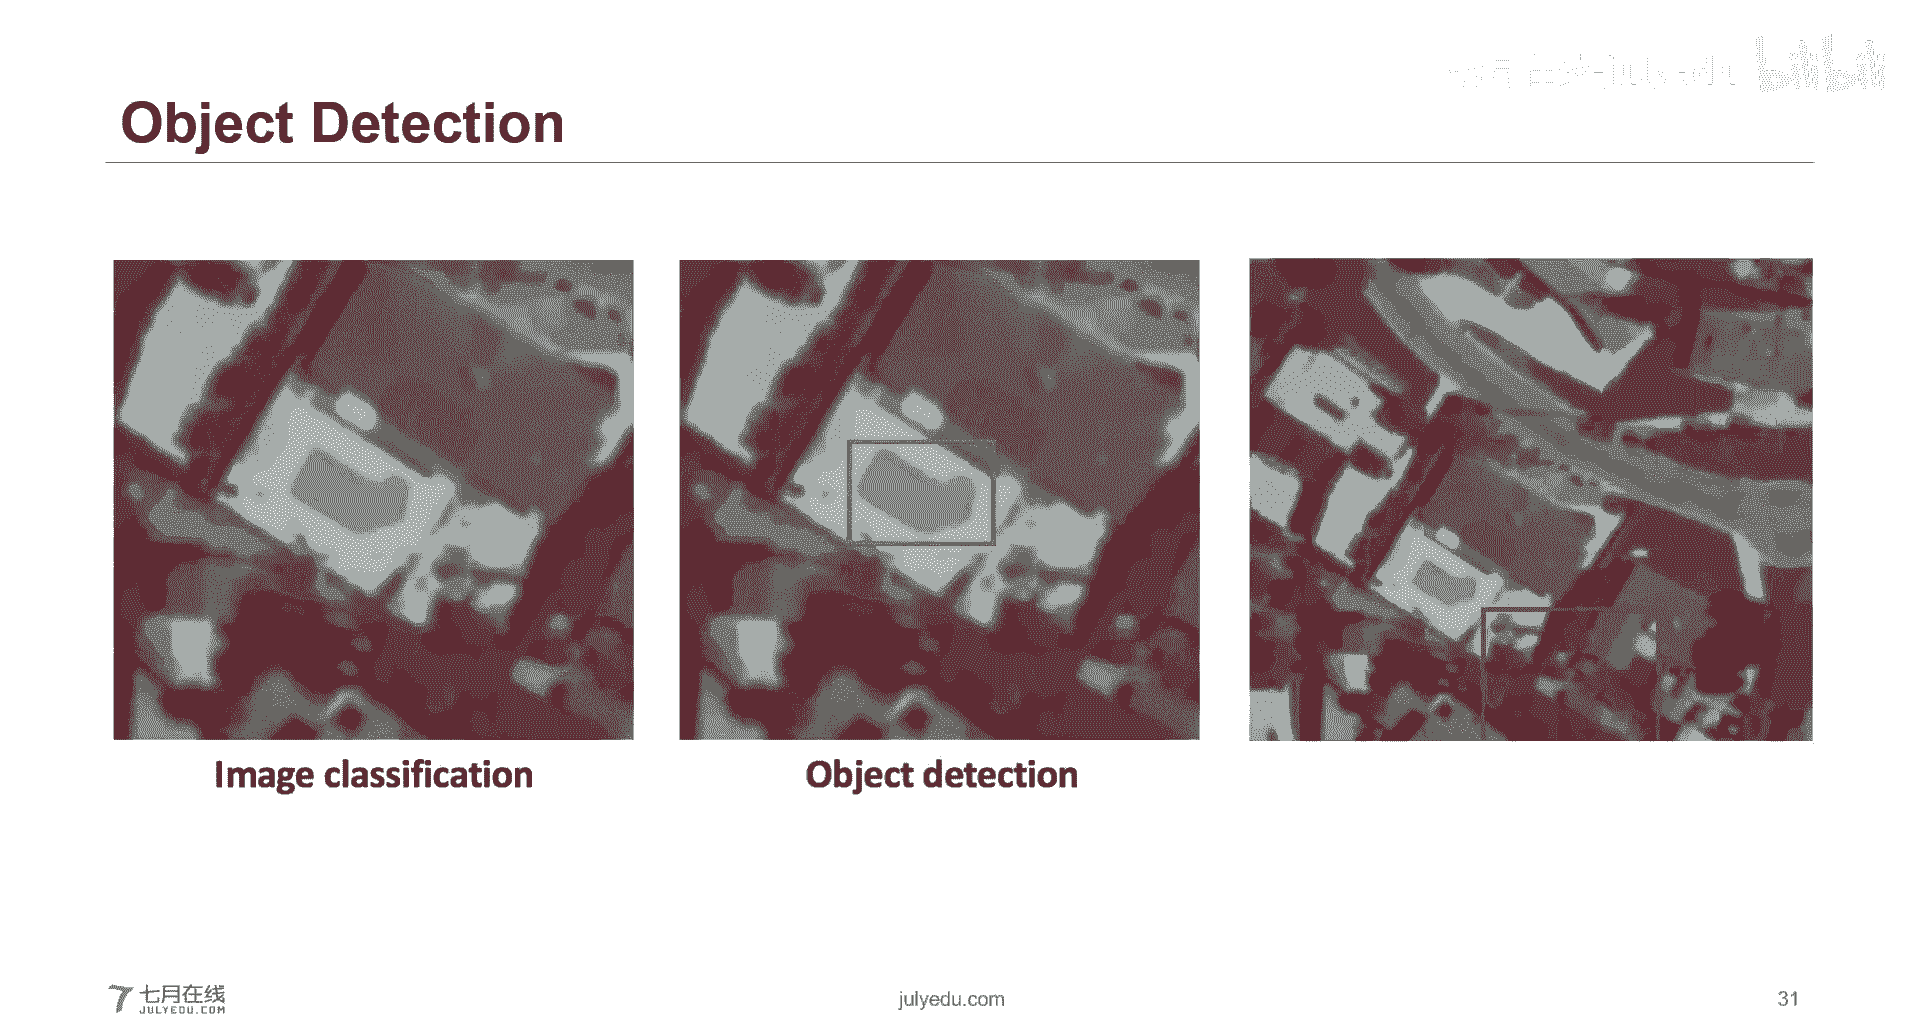 Object Detection
Image classification
Object detection
七月在线
JULYEDU.COM
julyedu.com
31